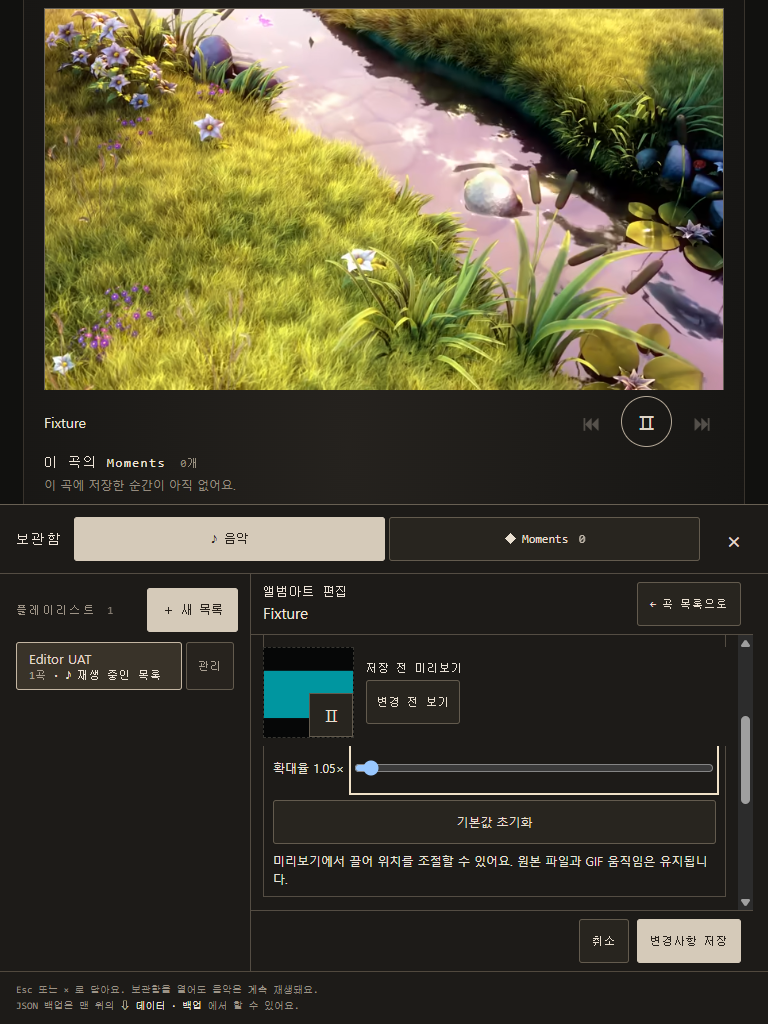 Fixture
이 곡의 Moments 0개
이 곡에 저장한 순간이 아직 없어요.
보관함
♪ 음악
◆ Moments 0
×
플레이리스트 1
+ 새 목록
Editor UAT
1곡 · ♪ 재생 중인 목록
관리
앨범아트 편집
Fixture
← 곡 목록으로
저장 전 미리보기
변경 전 보기
확대율 1.05×
기본값 초기화
미리보기에서 끌어 위치를 조절할 수 있어요. 원본 파일과 GIF 움직임은 유지됩니
다.
취소
변경사항 저장
Esc 또는 × 로 닫아요. 보관함을 열어도 음악은 계속 재생돼요.
JSON 백업은 맨 위의 ⇩ 데이터 · 백업 에서 할 수 있어요.